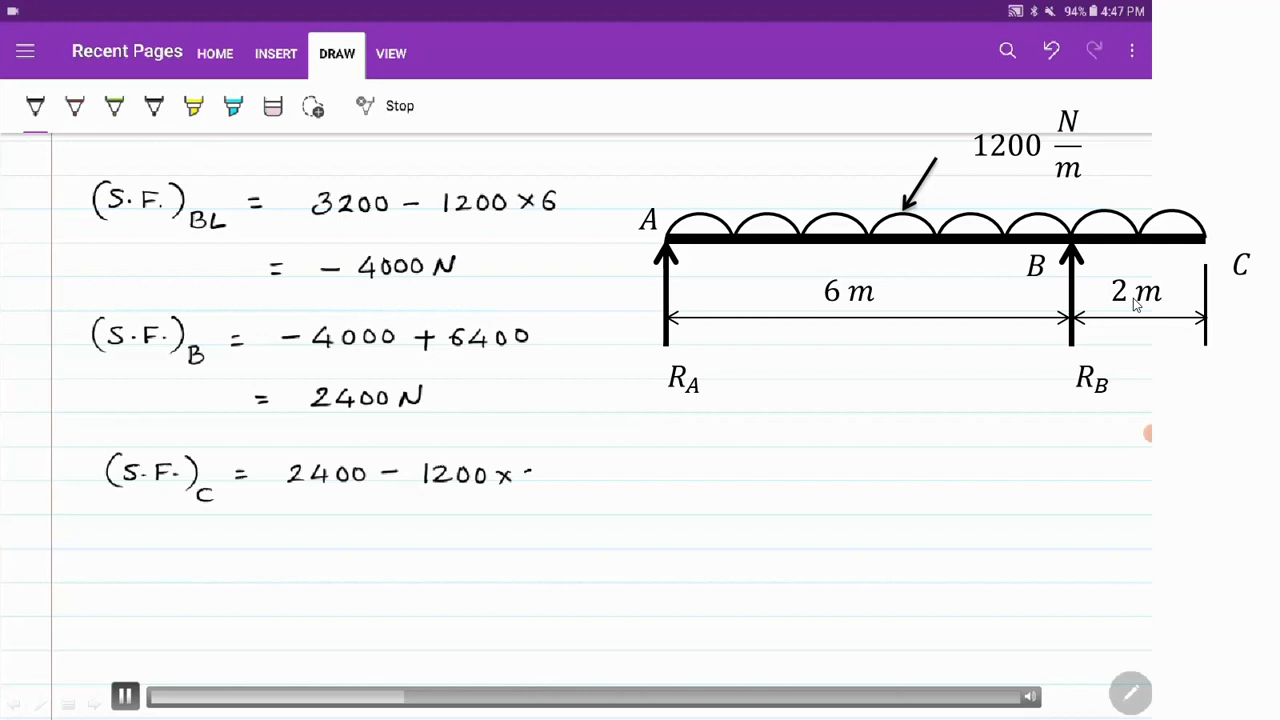 94% 4:47 PM
Recent Pages HOME INSERT DRAW VIEW
Stop
1200 N/m
(S.F.)BL = 3200 - 1200 × 6
= - 4000 N
(S.F.)B = - 4000 + 6400
= 2400 N
(S.F.)C = 2400 - 1200 ×
A
B
C
6 m
2 m
RA
RB